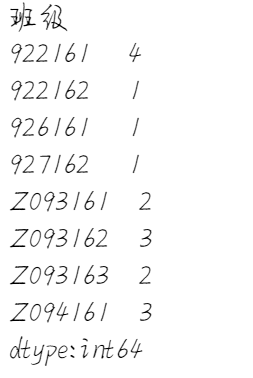 班级
922161 4
922162 1
926161 1
927162 1
Z093161 2
Z093162 3
Z093163 2
Z094161 3
dtype:int64